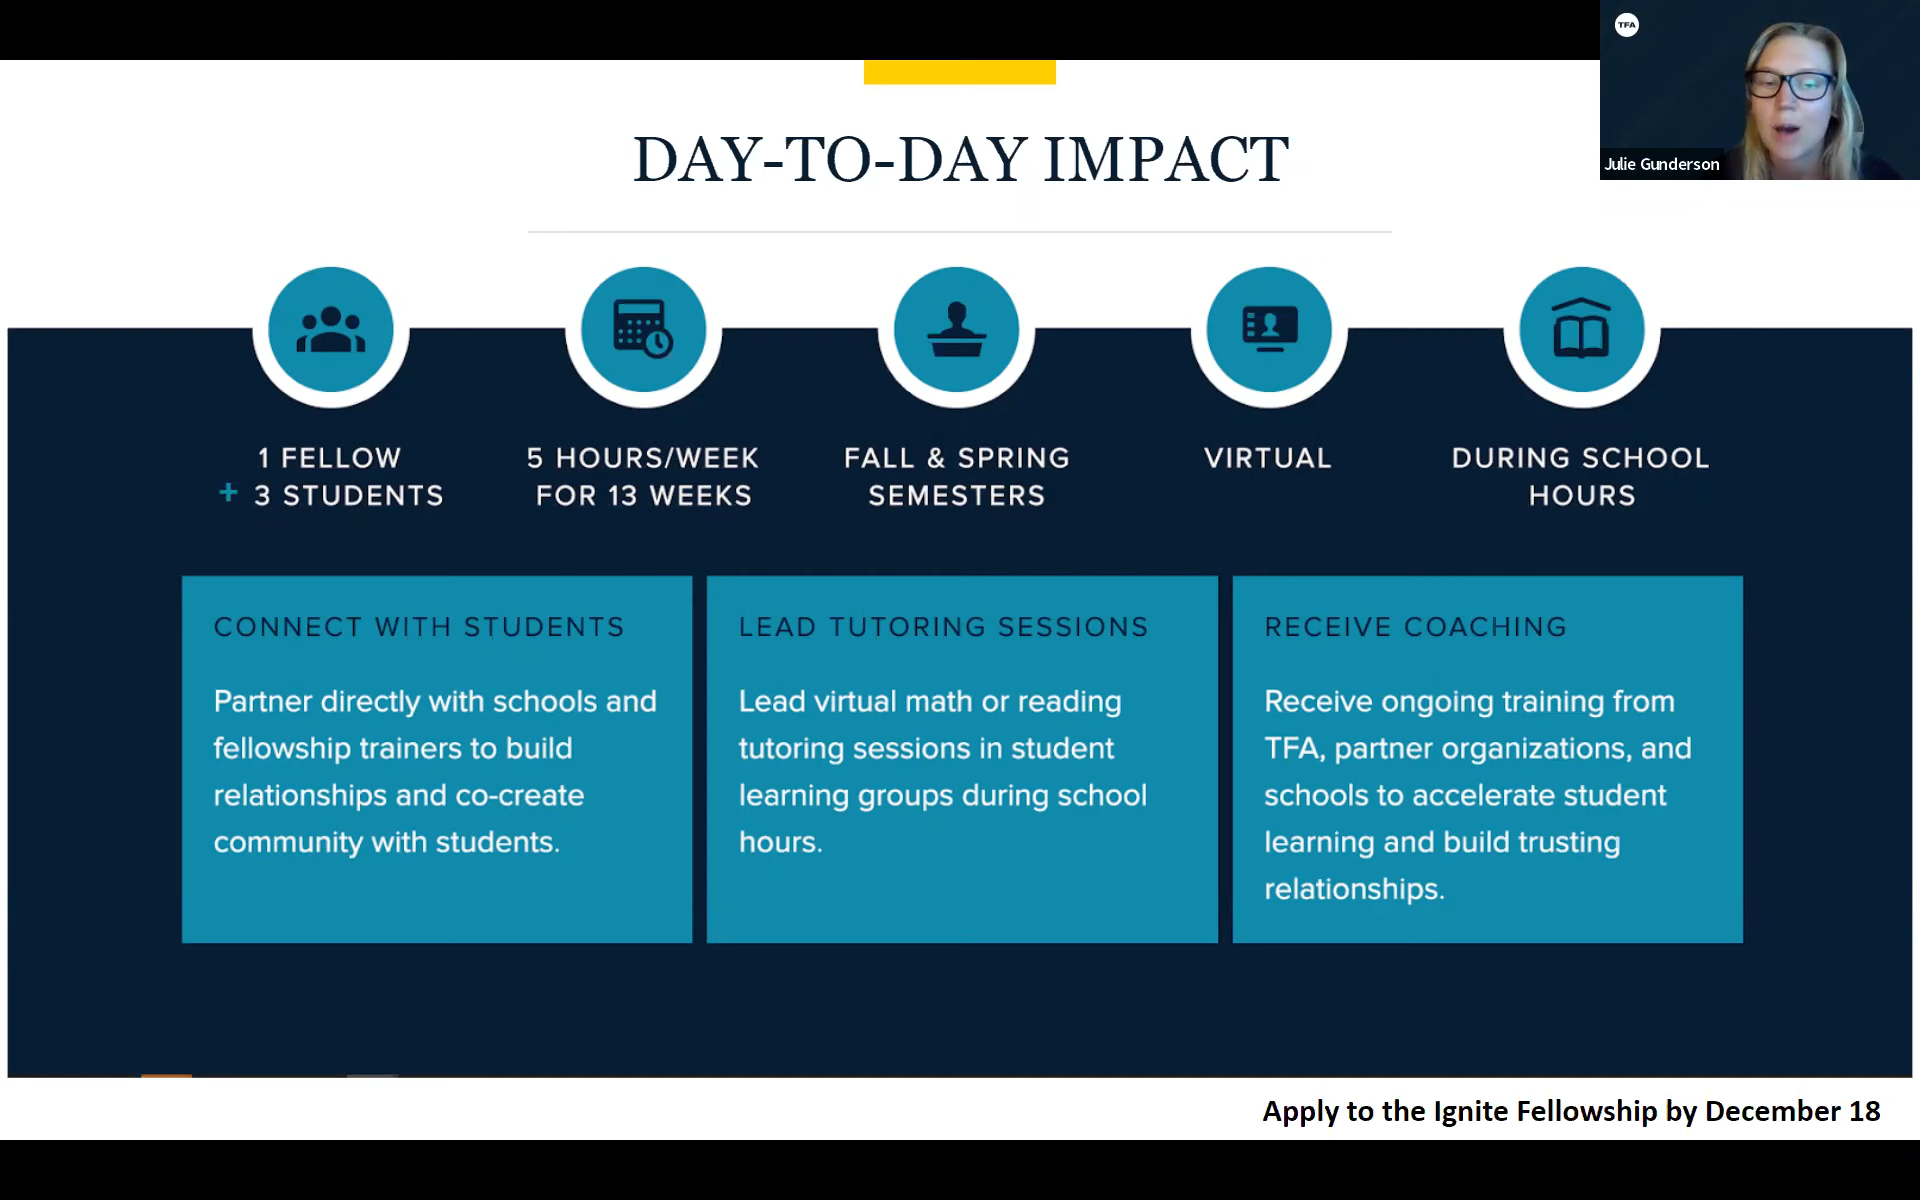 TFA
Julie Gunderson
DAY-TO-DAY IMPACT
1 FELLOW
+ 3 STUDENTS
5 HOURS/WEEK
FOR 13 WEEKS
FALL & SPRING
SEMESTERS
VIRTUAL
DURING SCHOOL
HOURS
CONNECT WITH STUDENTS
Partner directly with schools and
fellowship trainers to build
relationships and co-create
community with students.
LEAD TUTORING SESSIONS
Lead virtual math or reading
tutoring sessions in student
learning groups during school
hours.
RECEIVE COACHING
Receive ongoing training from
TFA, partner organizations, and
schools to accelerate student
learning and build trusting
relationships.
Apply to the Ignite Fellowship by December 18